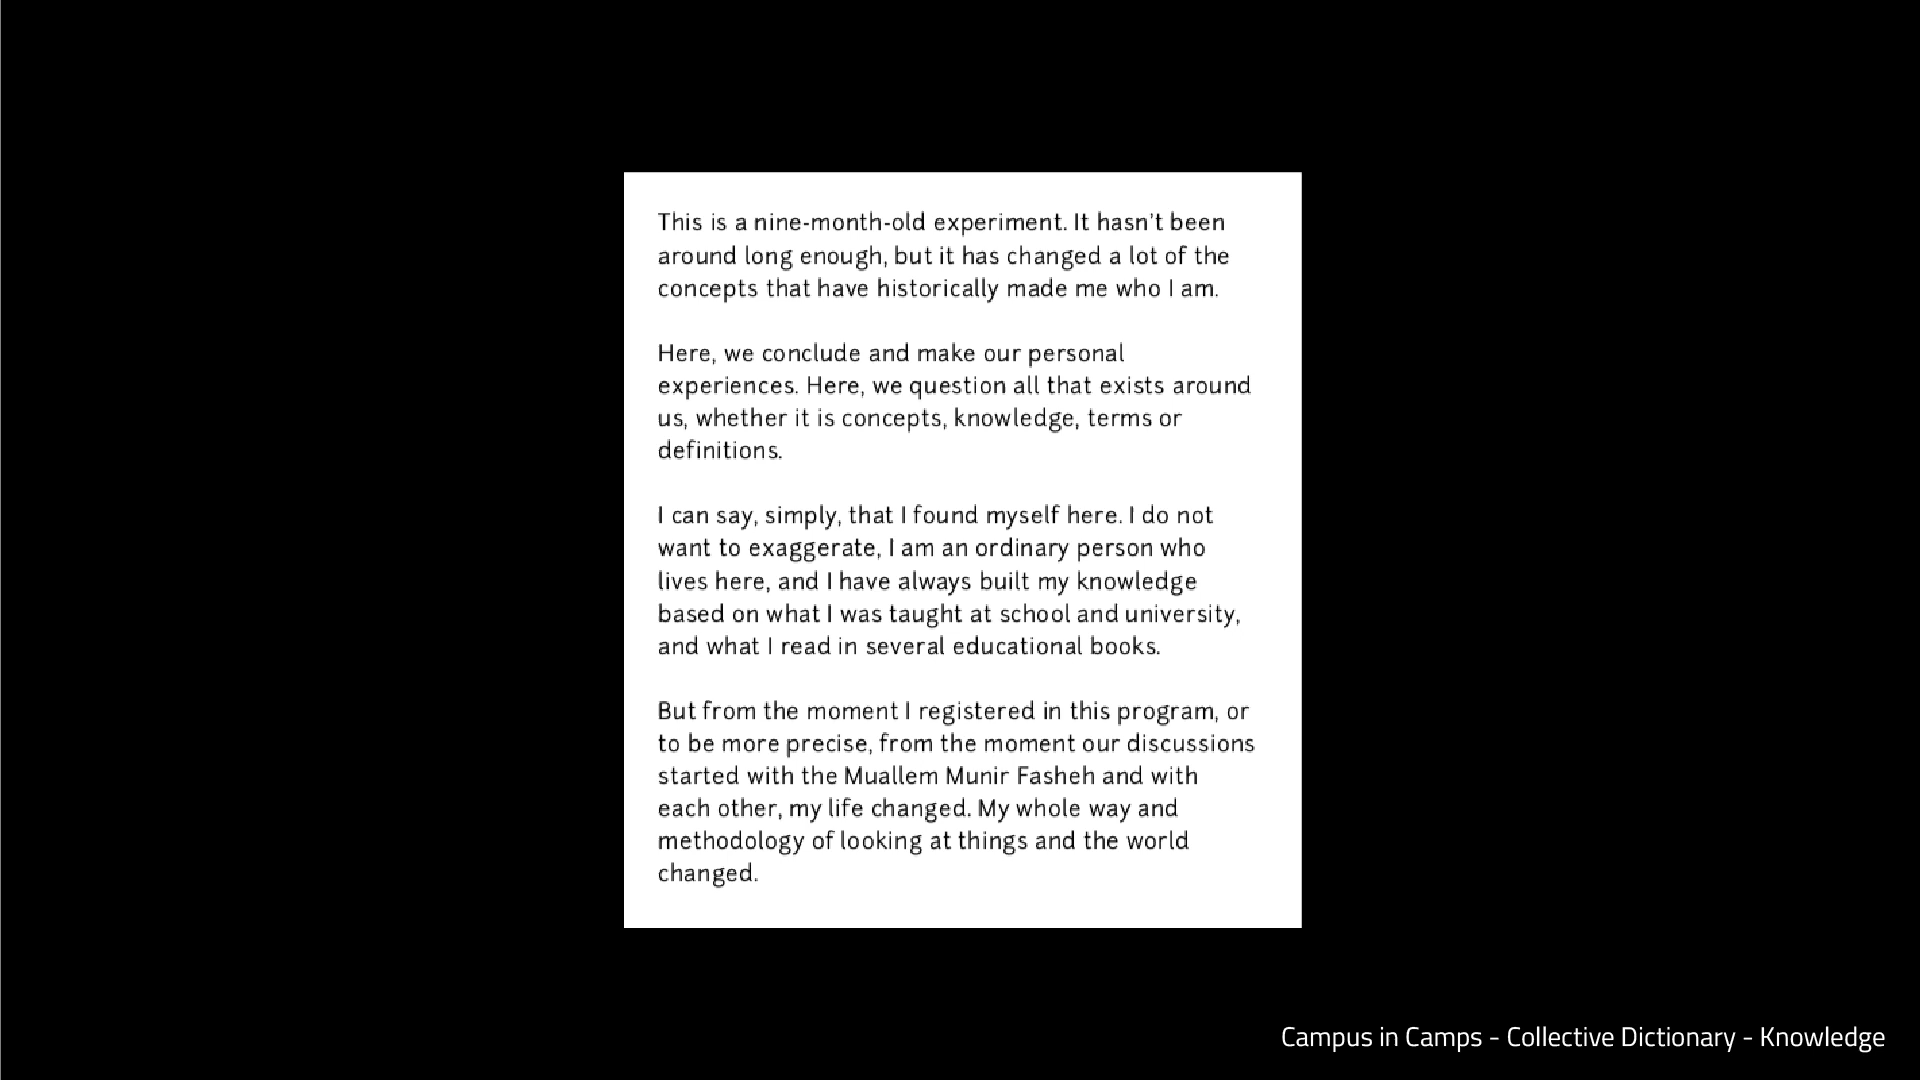 This is a nine-month-old experiment. It hasn't been
around long enough, but it has changed a lot of the
concepts that have historically made me who I am.
Here, we conclude and make our personal
experiences. Here, we question all that exists around
us, whether it is concepts, knowledge, terms or
definitions.
I can say, simply, that I found myself here. I do not
want to exaggerate, I am an ordinary person who
lives here, and I have always built my knowledge
based on what I was taught at school and university,
and what I read in several educational books.
But from the moment I registered in this program, or
to be more precise, from the moment our discussions
started with the Muallem Munir Fasheh and with
each other, my life changed. My whole way and
methodology of looking at things and the world
changed.
Campus in Camps - Collective Dictionary - Knowledge